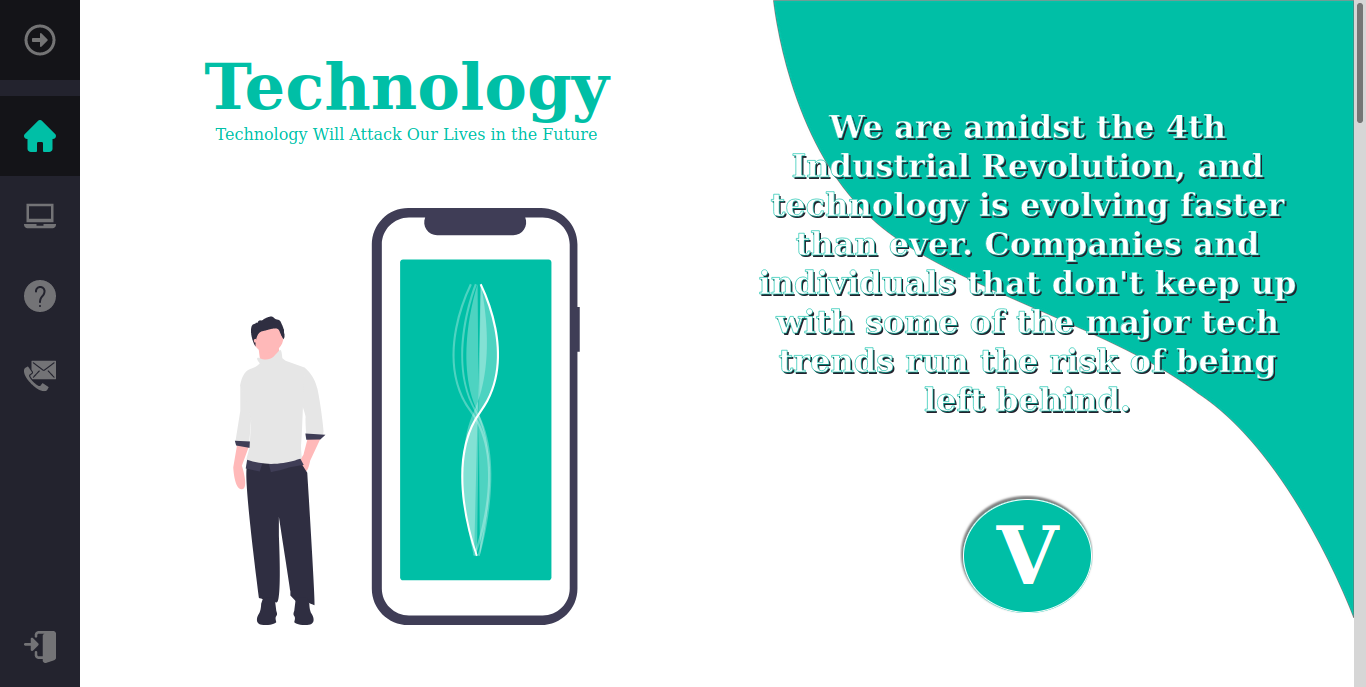 Technology
Technology Will Attack Our Lives in the Future
We are amidst the 4th
Industrial Revolution, and
technology is evolving faster
than ever. Companies and
individuals that don't keep up
with some of the major tech
trends run the risk of being
left behind.
V